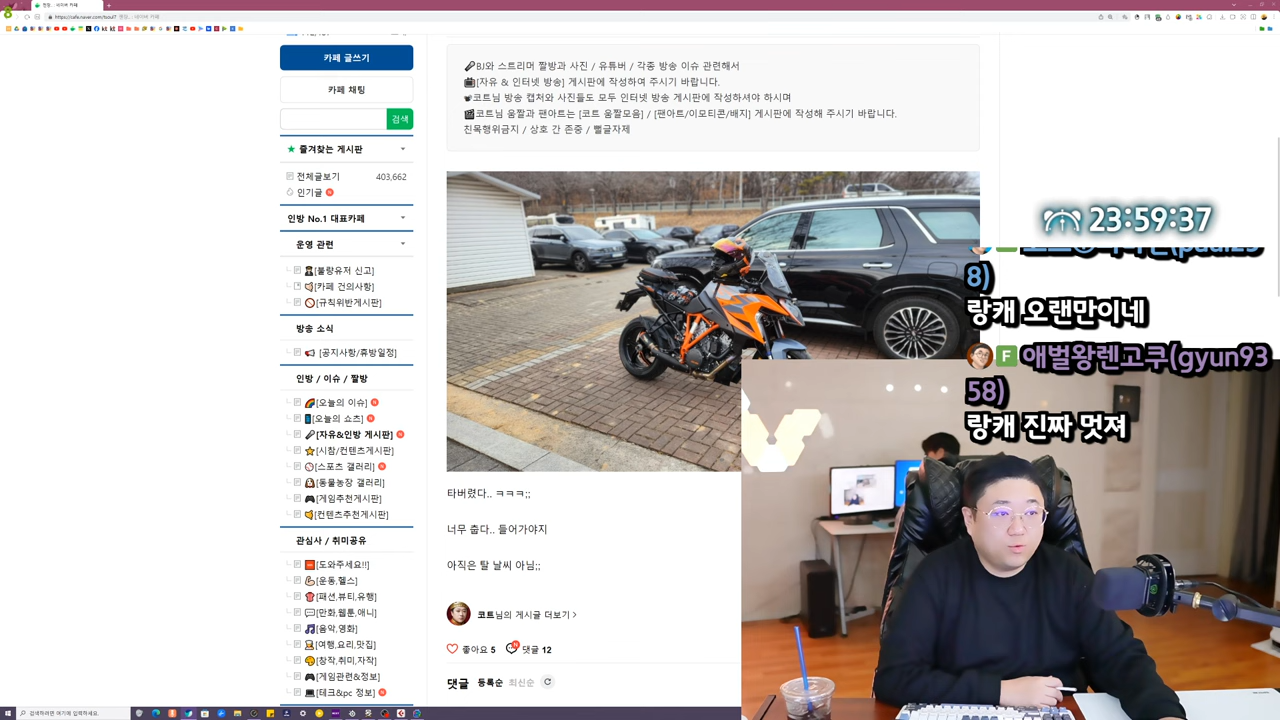 https://cafe.naver.com/tsoul7
카페 글쓰기
카페 채팅
검색
즐겨찾는 게시판
전체글보기 403,662
인기글 N
인방 No.1 대표카페
운영 관련
[불량유저 신고]
[카페 건의사항]
[규칙위반게시판]
방송 소식
[공지사항/휴방일정]
인방 / 이슈 / 짤방
[오늘의 이슈] N
[오늘의 쇼츠] N
[자유&인방 게시판] N
[시참/컨텐츠게시판]
[스포츠 갤러리] N
[동물농장 갤러리]
[게임추천게시판]
[컨텐츠추천게시판]
관심사 / 취미공유
[도와주세요!!]
[운동,헬스]
[패션,뷰티,유행]
[만화,웹툰,애니]
[음악,영화]
[여행,요리,맛집]
[창작,취미,자작]
[게임관련&정보]
[테크&pc 정보] N
🎤BJ와 스트리머 짤방과 사진 / 유튜버 / 각종 방송 이슈 관련해서
[자유 & 인터넷 방송] 게시판에 작성하여 주시기 바랍니다.
코트님 방송 캡처와 사진들도 모두 인터넷 방송 게시판에 작성하셔야 하시며
🎬코트님 움짤과 팬아트는 [코트 움짤모음] / [팬아트/이모티콘/배지] 게시판에 작성해 주시기 바랍니다.
친목행위금지 / 상호 간 존중 / 뻘글자제
타버렸다.. ㅋㅋㅋ;;
너무 춥다.. 들어가야지
아직은 탈 날씨 아님;;
코트님의 게시글 더보기 >
좋아요 5 댓글 12
댓글 등록순 최신순
23:59:37
8)
랑캐 오랜만이네
F 애벌왕렌고쿠(gyun93
58)
랑캐 진짜 멋져
검색하려면 여기에 입력하세요.